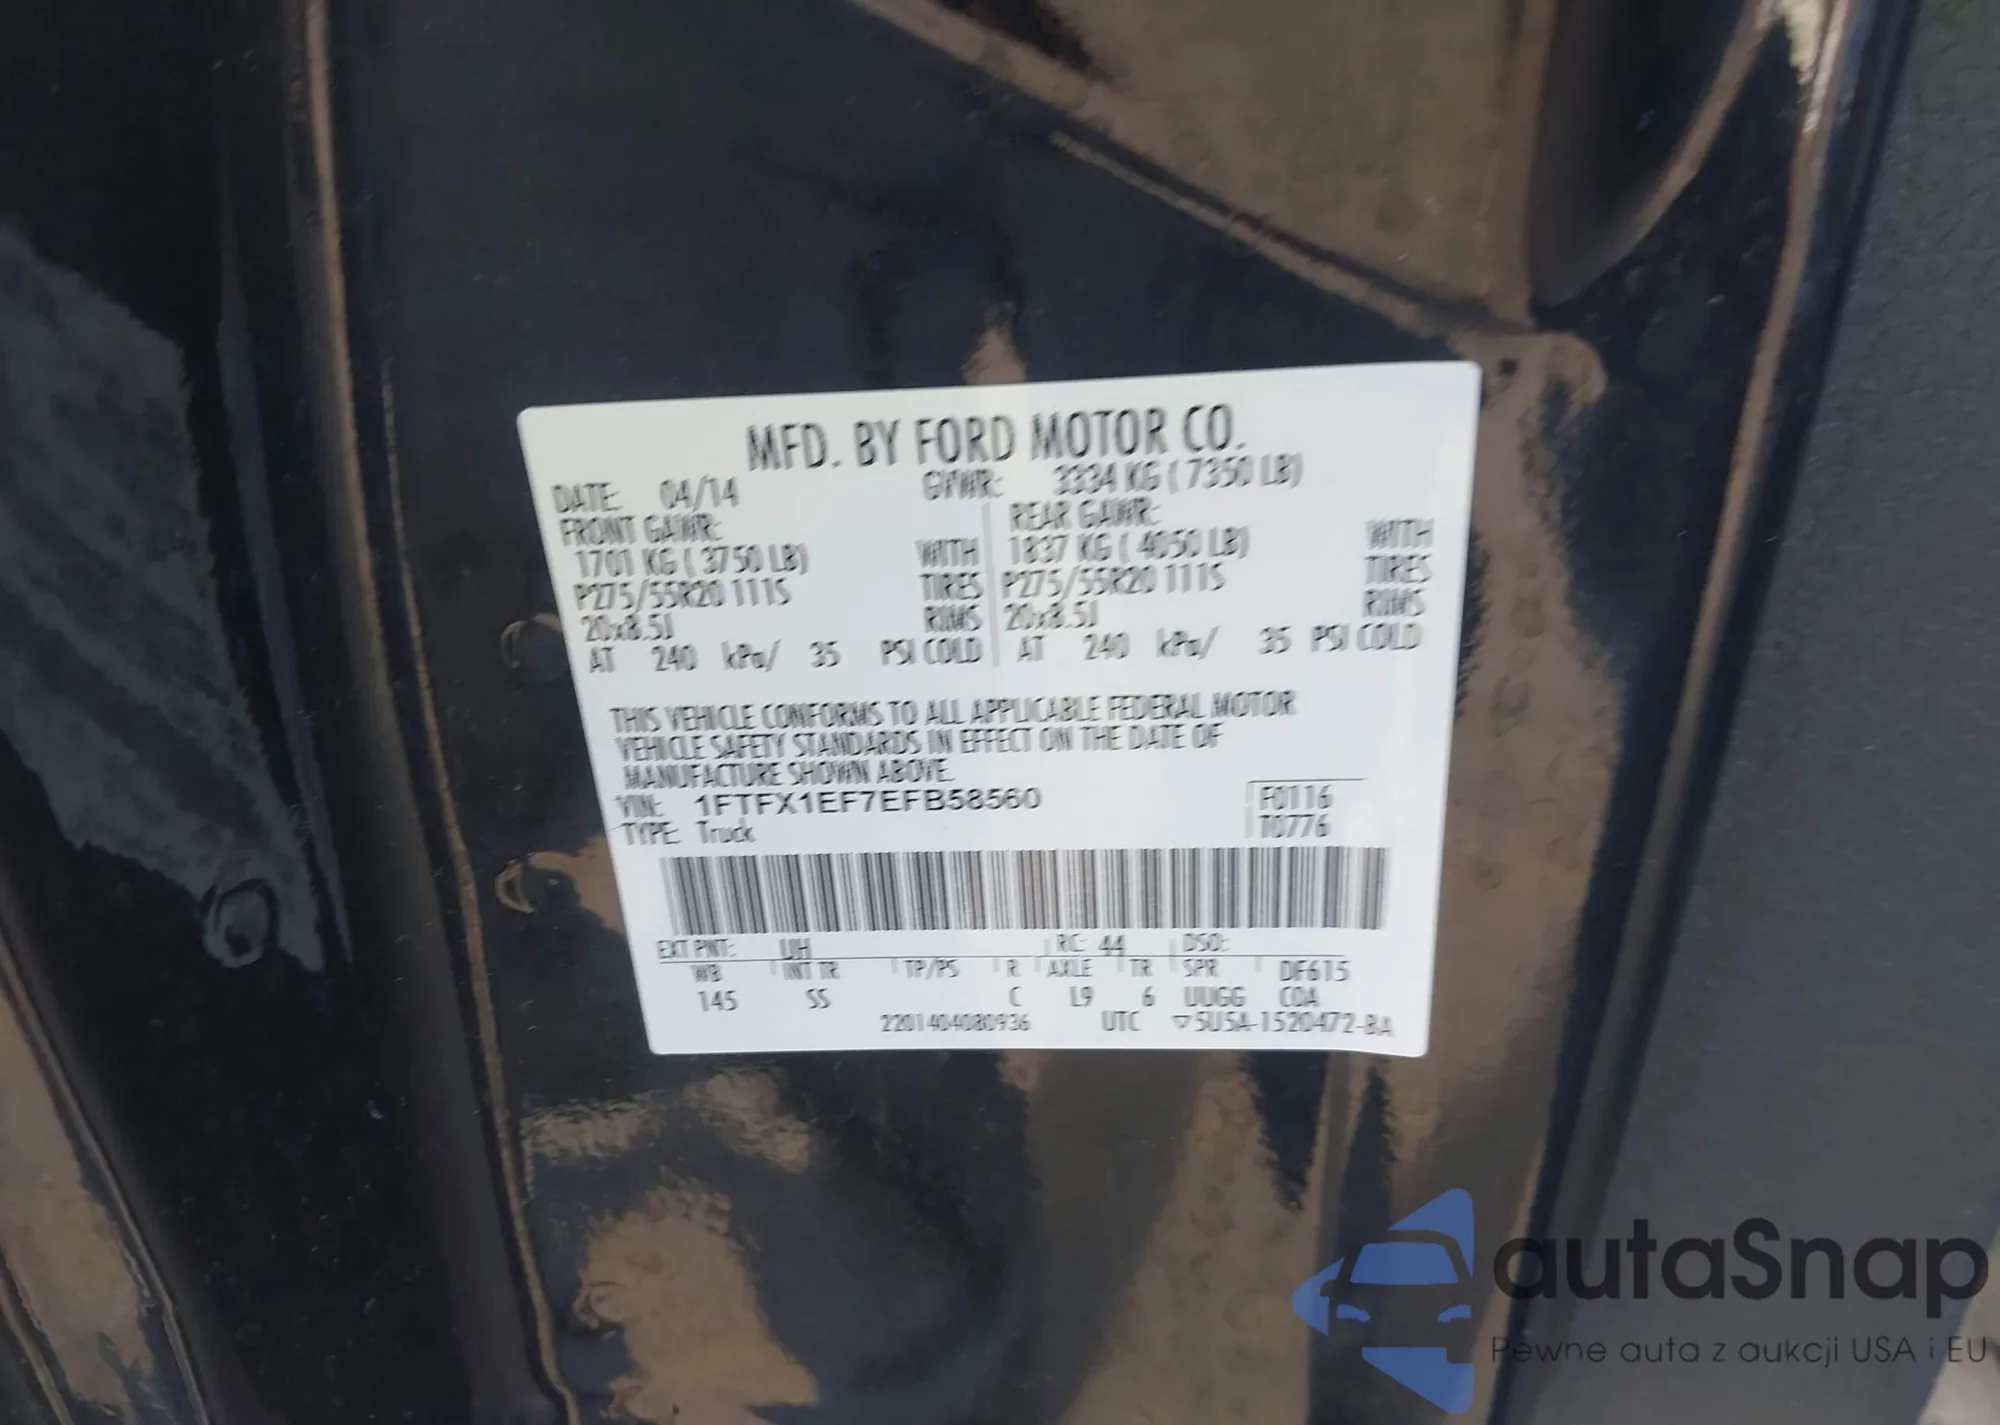 MFD. BY FORD MOTOR CO.
DATE: 04/14 GVWR: 3334 KG ( 7350 LB)
FRONT GAWR: REAR GAWR:
1701 KG ( 3750 LB) WITH 1837 KG ( 4050 LB) WITH
P275/55R20 111S TIRES P275/55R20 111S TIRES
20x8.5J RIMS 20x8.5J RIMS
AT 240 kPa/ 35 PSI COLD AT 240 kPa/ 35 PSI COLD
THIS VEHICLE CONFORMS TO ALL APPLICABLE FEDERAL MOTOR
VEHICLE SAFETY STANDARDS IN EFFECT ON THE DATE OF
MANUFACTURE SHOWN ABOVE.
VIN: 1FTFX1EF7EFB58560 F0116
TYPE: Truck T0776
EXT PNT: UH RC: 44 DSO:
WB INT TR TP/PS R AXLE TR SPR DF615
145 SS C L9 6 UUGG COA
2201404080936 UTC ▽5U5A-1520472-BA
autaSnap
Pewne auta z aukcji USA i EU